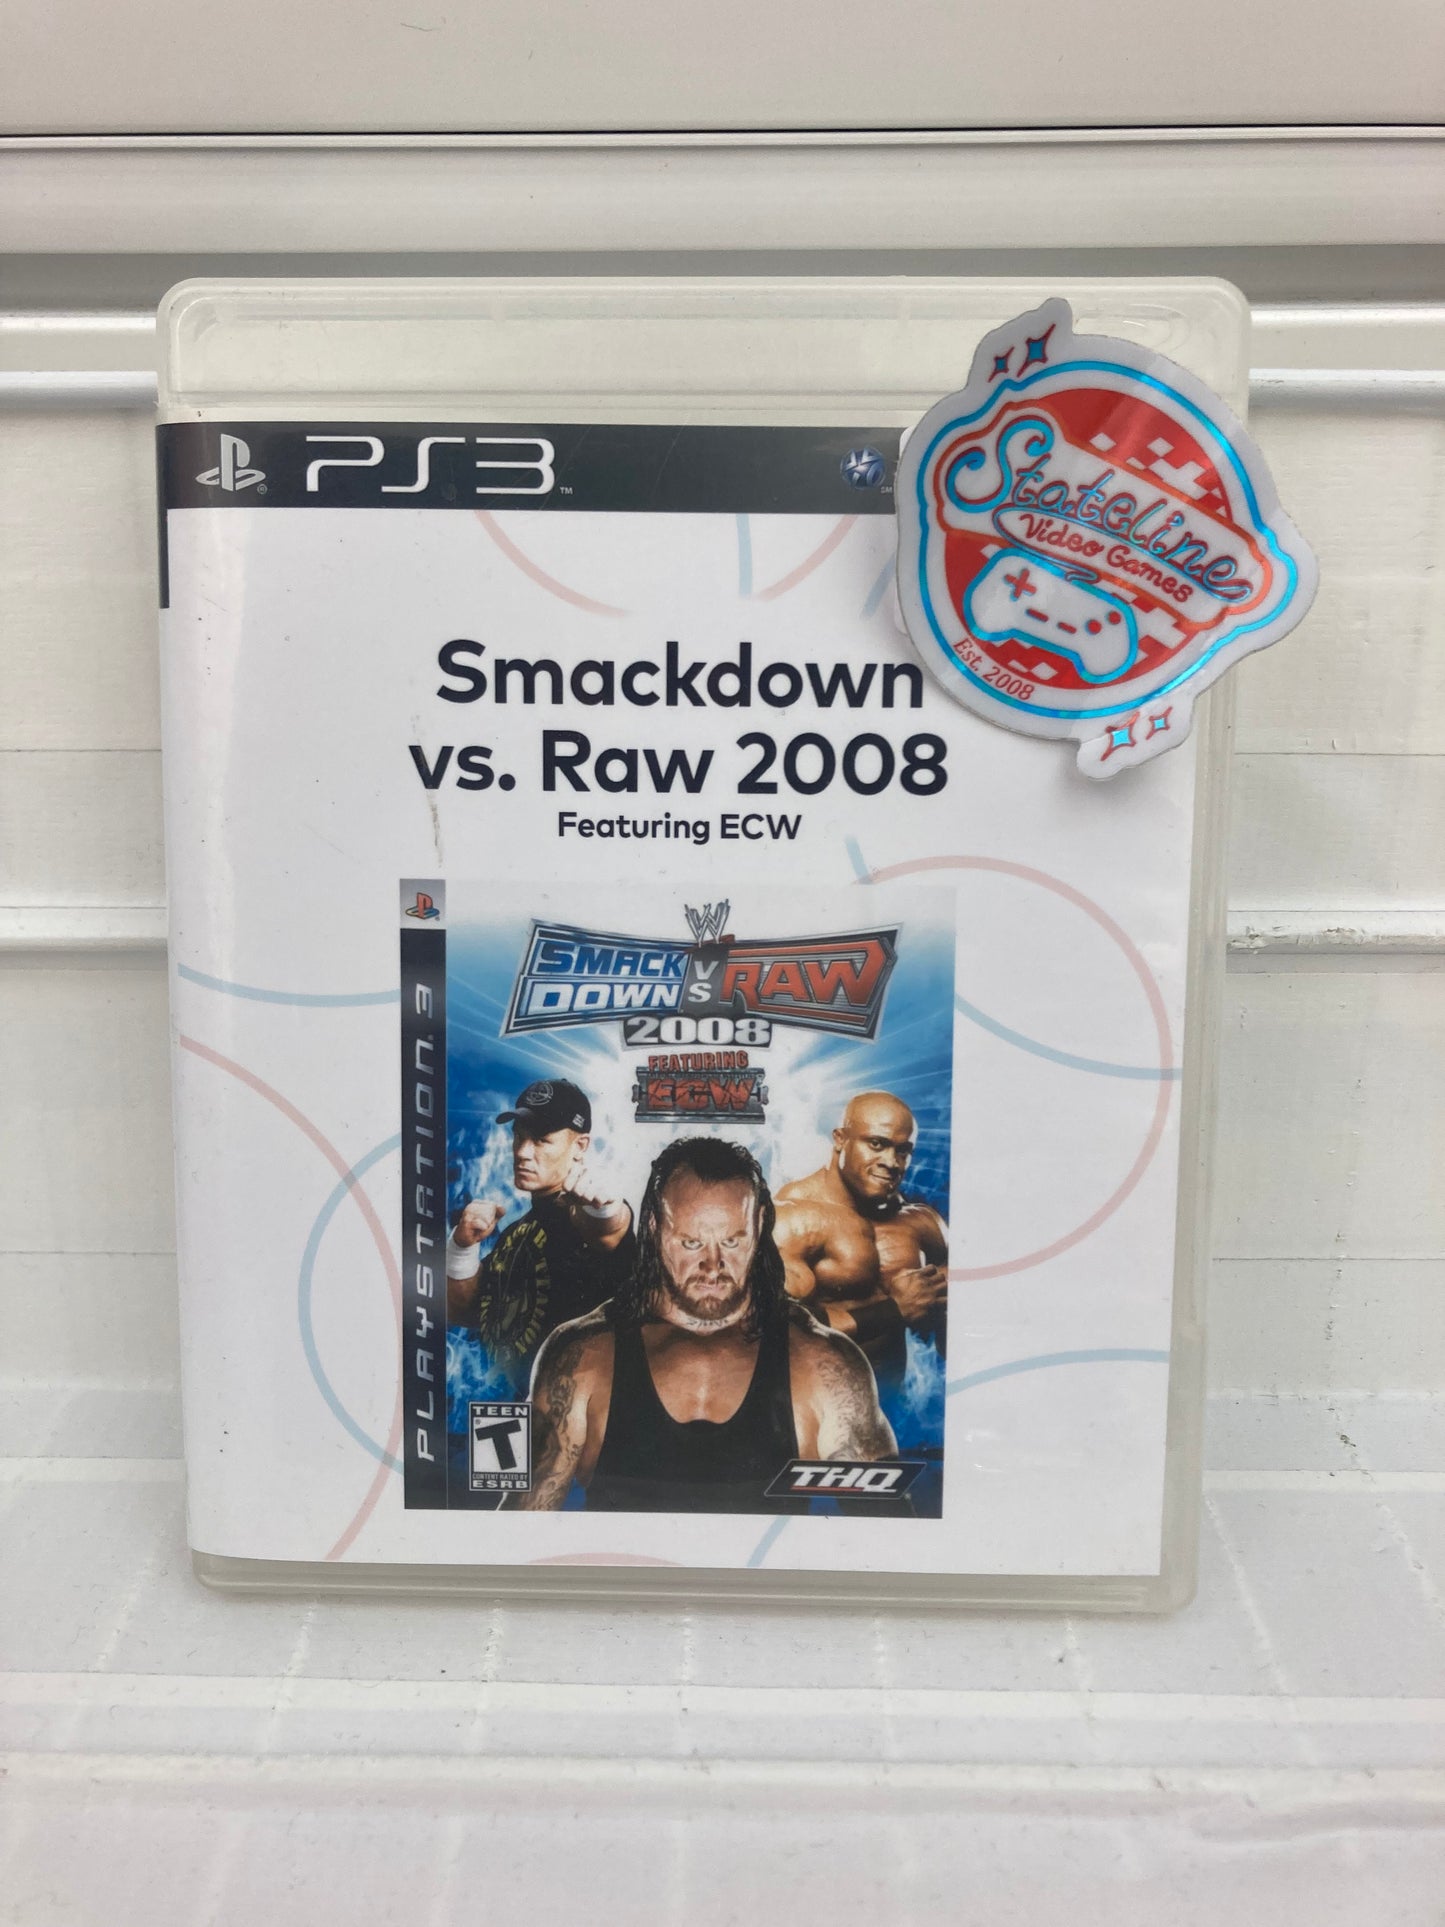 PS3™
Stateline
Video Games
Est. 2008
Smackdown
vs. Raw 2008
Featuring ECW
PLAYSTATION 3
W
SMACK
DOWN
VS
RAW
2008
FEATURING
ECW
TEEN
T
CONTENT RATED BY
ESRB
THQ